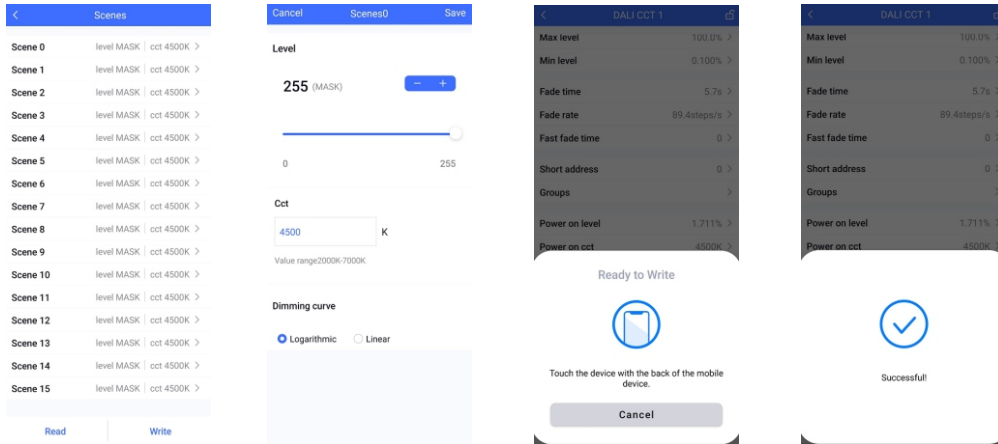 Scenes
Scene 0 level MASK cct 4500K
Scene 1 level MASK cct 4500K
Scene 2 level MASK cct 4500K
Scene 3 level MASK cct 4500K
Scene 4 level MASK cct 4500K
Scene 5 level MASK cct 4500K
Scene 6 level MASK cct 4500K
Scene 7 level MASK cct 4500K
Scene 8 level MASK cct 4500K
Scene 9 level MASK cct 4500K
Scene 10 level MASK cct 4500K
Scene 11 level MASK cct 4500K
Scene 12 level MASK cct 4500K
Scene 13 level MASK cct 4500K
Scene 14 level MASK cct 4500K
Scene 15 level MASK cct 4500K
Read Write
Cancel Scenes0 Save
Level
255 (MASK)
− +
0 255
Cct
4500 K
Value range2000K-7000K
Dimming curve
Logarithmic Linear
DALI CCT 1
Max level 100.0%
Min level 0.100%
Fade time 5.7s
Fade rate 89.4steps/s
Fast fade time 0
Short address 0
Groups
Power on level 1.711%
Power on cct 4500K
Ready to Write
Touch the device with the back of the mobile
device.
Cancel
DALI CCT 1
Max level 100.0%
Min level 0.100%
Fade time 5.7s
Fade rate 89.4steps/s
Fast fade time 0
Short address 0
Groups
Power on level 1.711%
Power on cct 4500K
Successful!